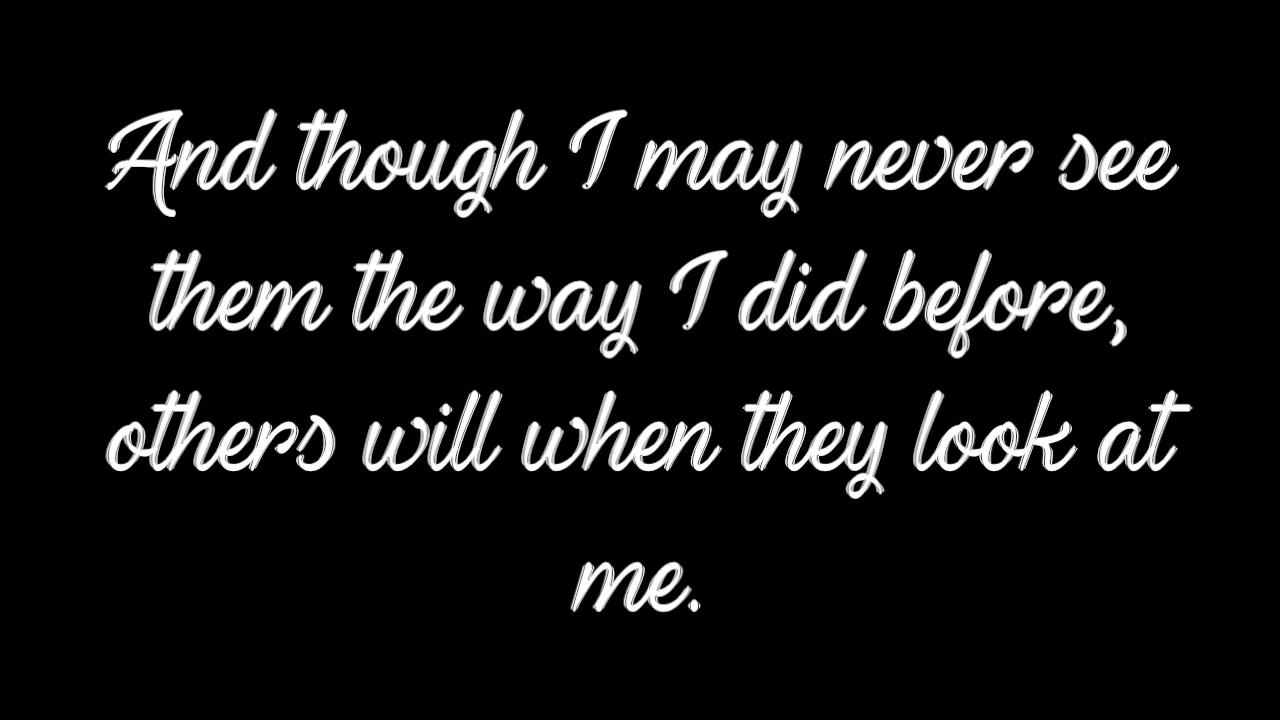 And though I may never see
them the way I did before,
others will when they look at
me.